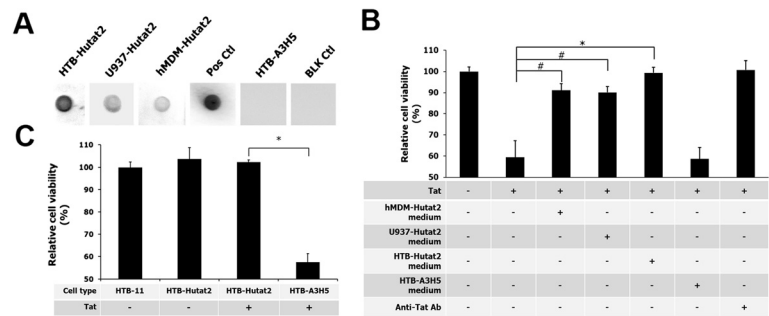 A
HTB-Hutat2
U937-Hutat2
hMDM-Hutat2
Pos Ctl
HTB-A3H5
BLK Ctl
C
Relative cell viability
(%)
110
100
90
80
70
60
50
*
Cell type HTB-11 HTB-Hutat2 HTB-Hutat2 HTB-A3H5
Tat - - + +
B
Relative cell viability
(%)
110
100
90
80
70
60
50
*
#
#
Tat - + + + + + +
hMDM-Hutat2
medium - - + - - - -
U937-Hutat2
medium - - - + - - -
HTB-Hutat2
medium - - - - + - -
HTB-A3H5
medium - - - - - + -
Anti-Tat Ab - - - - - - +